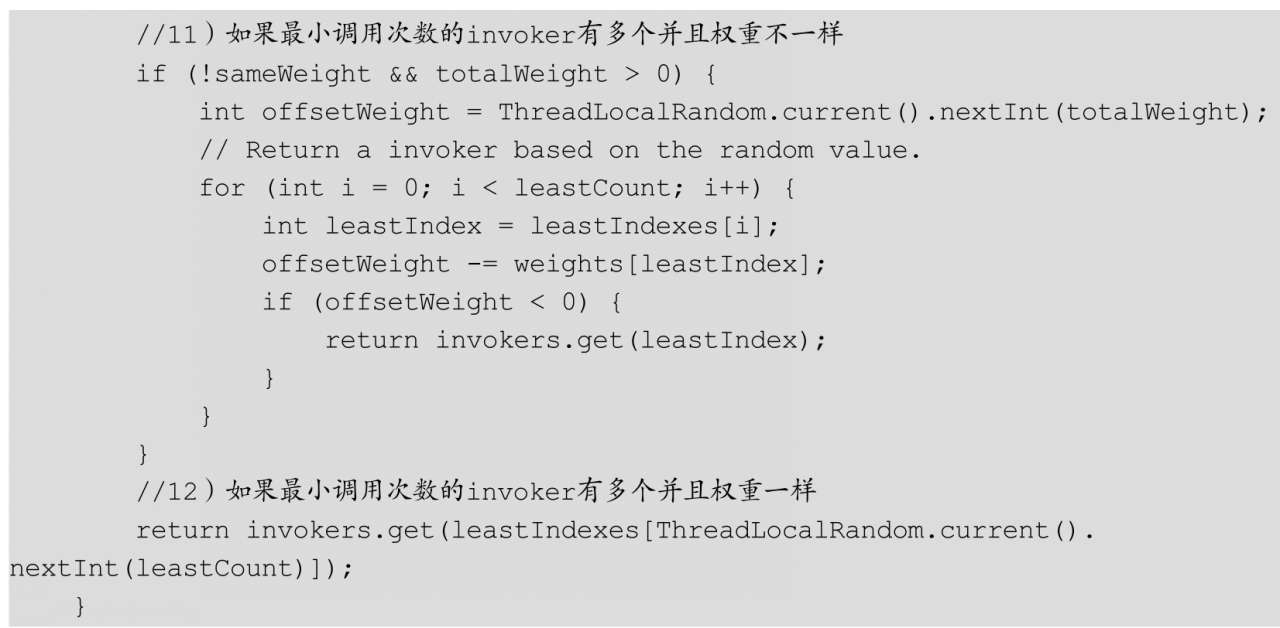 //11）如果最小调用次数的invoker有多个并且权重不一样
if (!sameWeight && totalWeight > 0) {
int offsetWeight = ThreadLocalRandom.current().nextInt(totalWeight);
// Return a invoker based on the random value.
for (int i = 0; i < leastCount; i++) {
int leastIndex = leastIndexes[i];
offsetWeight -= weights[leastIndex];
if (offsetWeight < 0) {
return invokers.get(leastIndex);
}
}
}
//12）如果最小调用次数的invoker有多个并且权重一样
return invokers.get(leastIndexes[ThreadLocalRandom.current().
nextInt(leastCount)]);
}